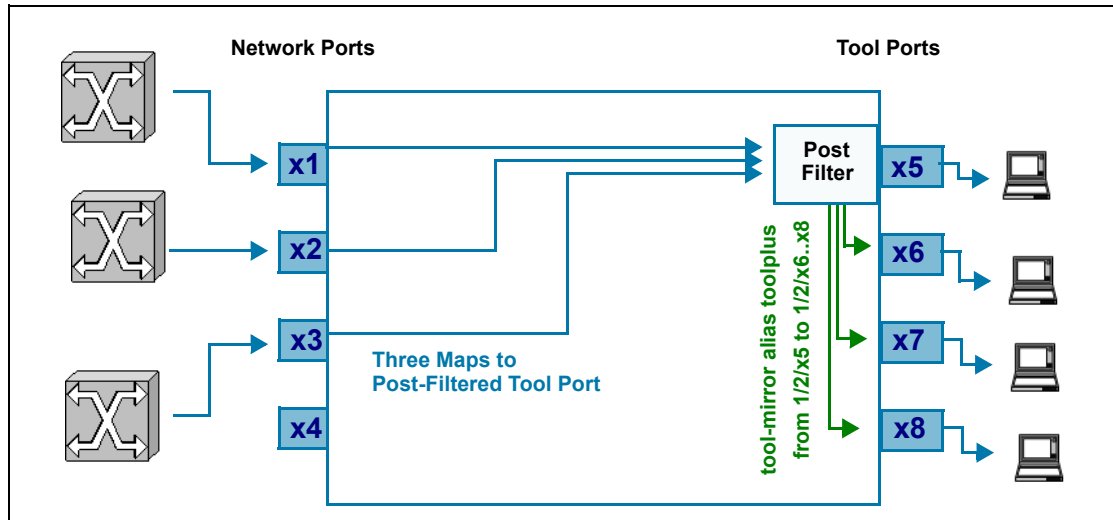 Network Ports
Tool Ports
x1
x2
x3
x4
Three Maps to
Post-Filtered Tool Port
Post
Filter
x5
x6
x7
x8
tool-mirror alias toolplus
from 1/2/x5 to 1/2/x6..x8